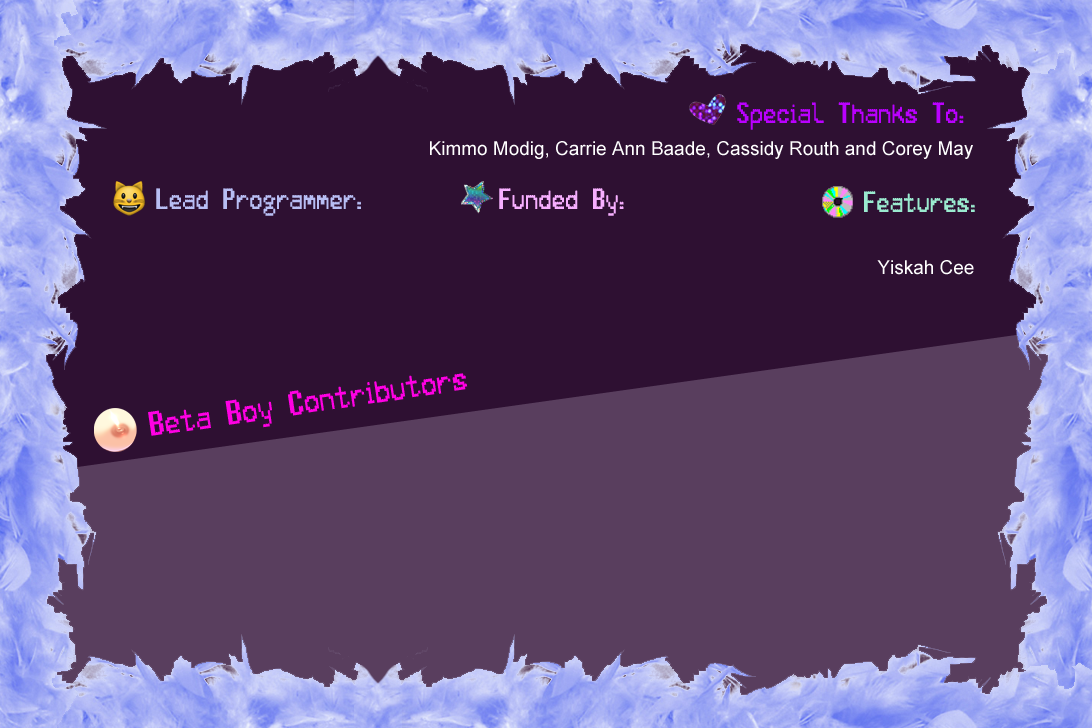 Special Thanks To:
Kimmo Modig, Carrie Ann Baade, Cassidy Routh and Corey May
Lead Programmer:
Funded By:
Features:
Yiskah Cee
Beta Boy Contributors